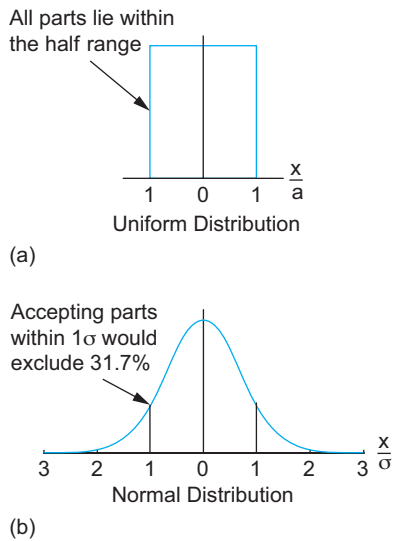 All parts lie within
the half range
x
a
1 0 1
Uniform Distribution
(a)
Accepting parts
within 1σ would
exclude 31.7%
x
σ
3 2 1 0 1 2 3
Normal Distribution
(b)